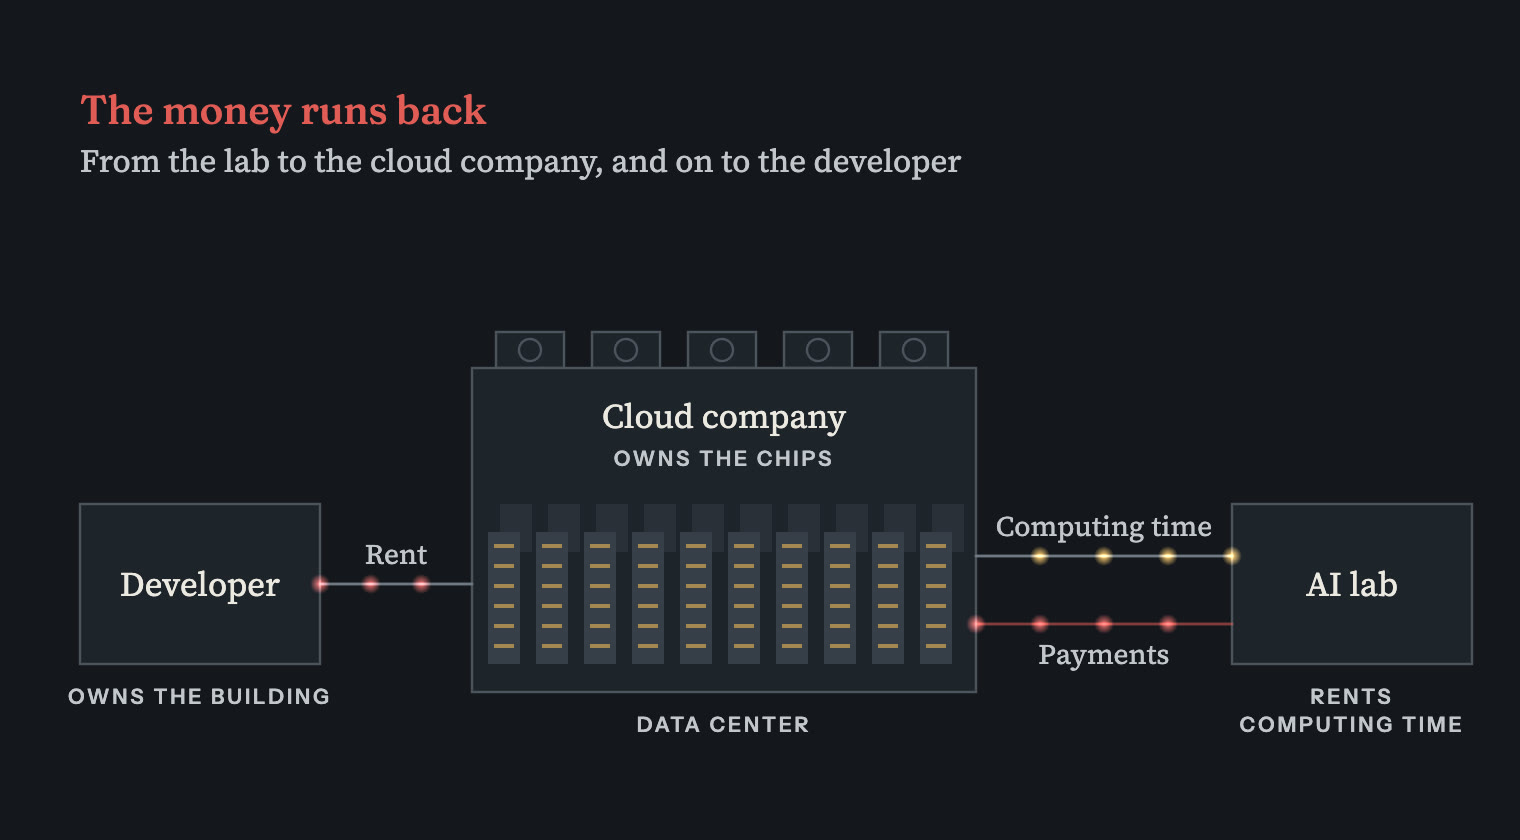 The money runs back
From the lab to the cloud company, and on to the developer
Cloud company
OWNS THE CHIPS
Developer
Rent
Computing time
Payments
AI lab
OWNS THE BUILDING
DATA CENTER
RENTS
COMPUTING TIME